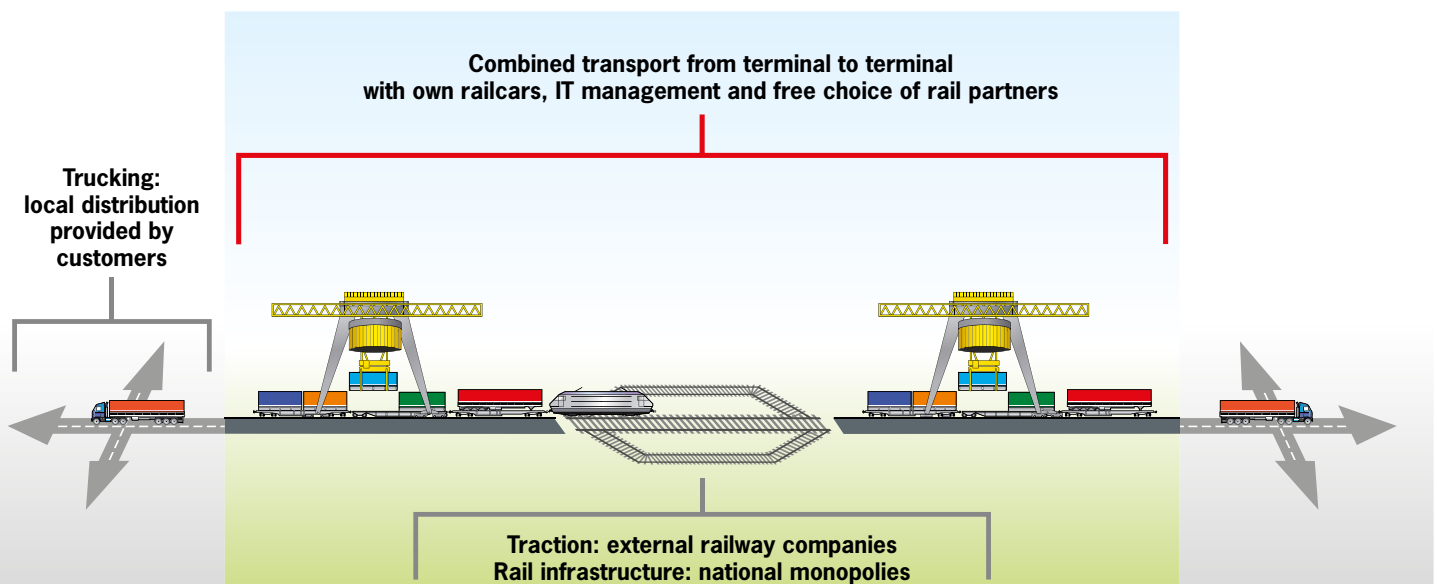 Combined transport from terminal to terminal
with own railcars, IT management and free choice of rail partners
Trucking:
local distribution
provided by
customers
Traction: external railway companies
Rail infrastructure: national monopolies